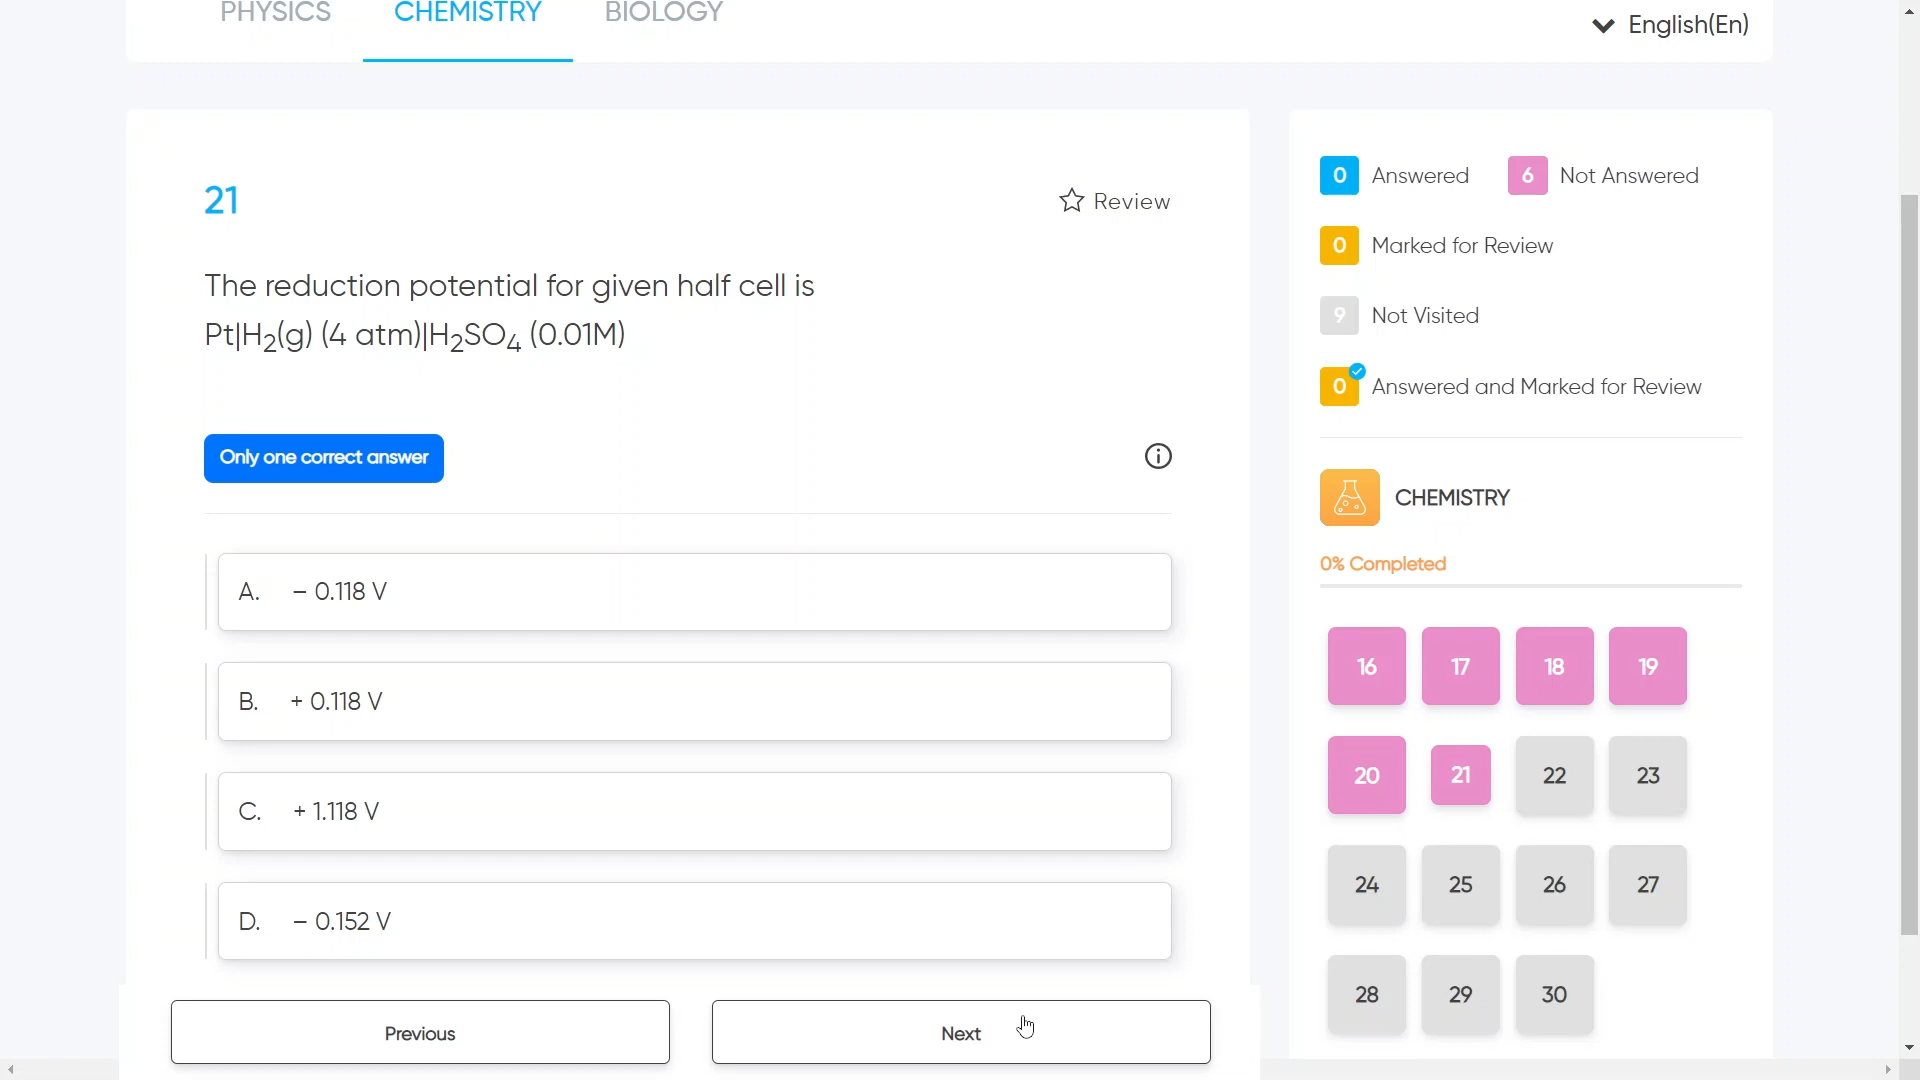 PHYSICS CHEMISTRY BIOLOGY
English(En)
21
Review
The reduction potential for given half cell is
Pt|H₂(g) (4 atm)|H₂SO₄ (0.01M)
Only one correct answer
A. – 0.118 V
B. + 0.118 V
C. + 1.118 V
D. – 0.152 V
Previous
Next
0 Answered
6 Not Answered
0 Marked for Review
9 Not Visited
0 Answered and Marked for Review
CHEMISTRY
0% Completed
16 17 18 19
20 21 22 23
24 25 26 27
28 29 30